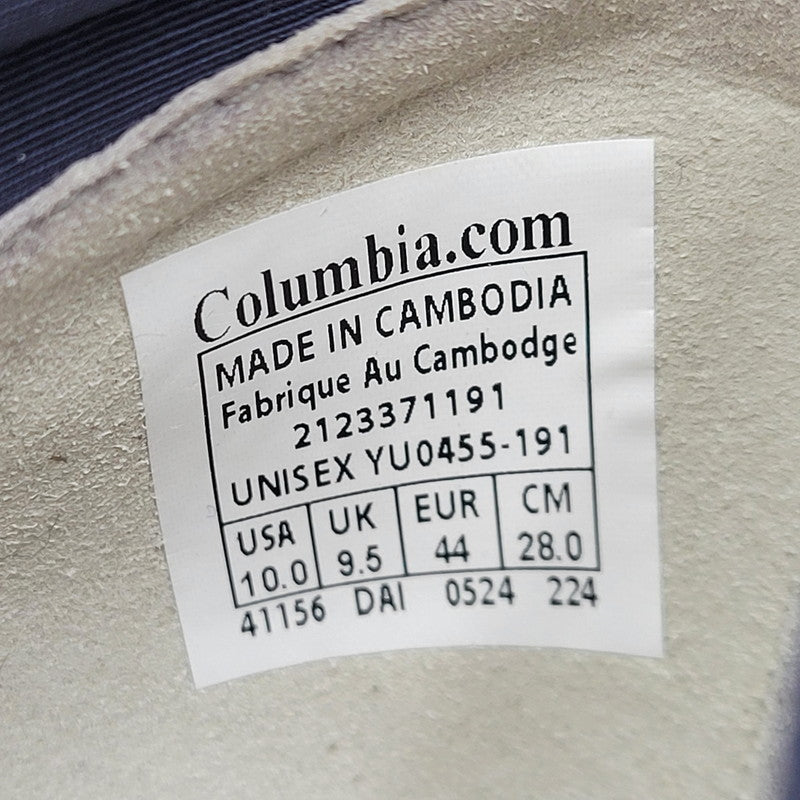 Columbia.com
MADE IN CAMBODIA
Fabrique Au Cambodge
2123371191
UNISEX YU0455-191
USA UK EUR CM
10.0 9.5 44 28.0
41156 DAI 0524 224